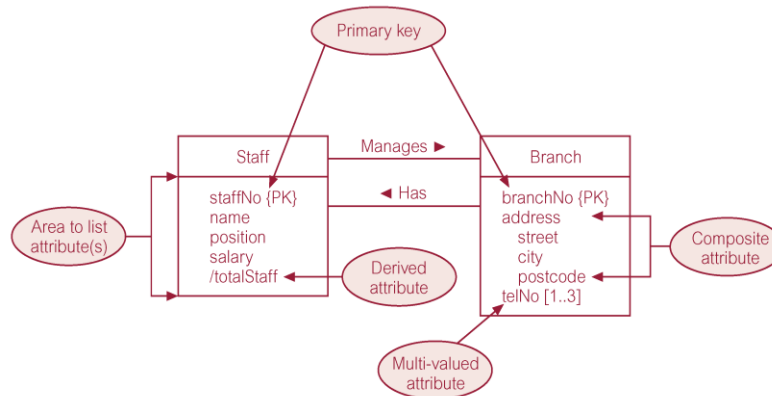 Primary key
Manages ►
Staff
Branch
◄ Has
staffNo {PK}
name
position
salary
/totalStaff
branchNo {PK}
address
street
city
postcode
telNo [1..3]
Area to list
attribute(s)
Derived
attribute
Composite
attribute
Multi-valued
attribute